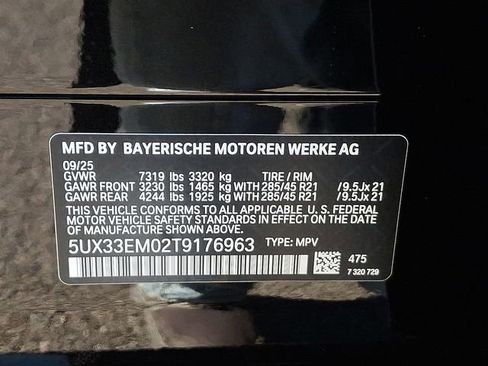 MFD BY BAYERISCHE MOTOREN WERKE AG
09/25
GVWR 7319 lbs 3320 kg TIRE / RIM
GAWR FRONT 3230 lbs 1465 kg WITH 285/45 R21 /9.5Jx 21
GAWR REAR 4244 lbs 1925 kg WITH 285/45 R21 /9.5Jx 21
THIS VEHICLE CONFORMS TO ALL APPLICABLE U. S. FEDERAL
MOTOR VEHICLE SAFETY STANDARDS IN EFFECT ON THE DATE
OF MANUFACTURE SHOWN ABOVE.
5UX33EM02T9176963 TYPE: MPV
475
7 320 729